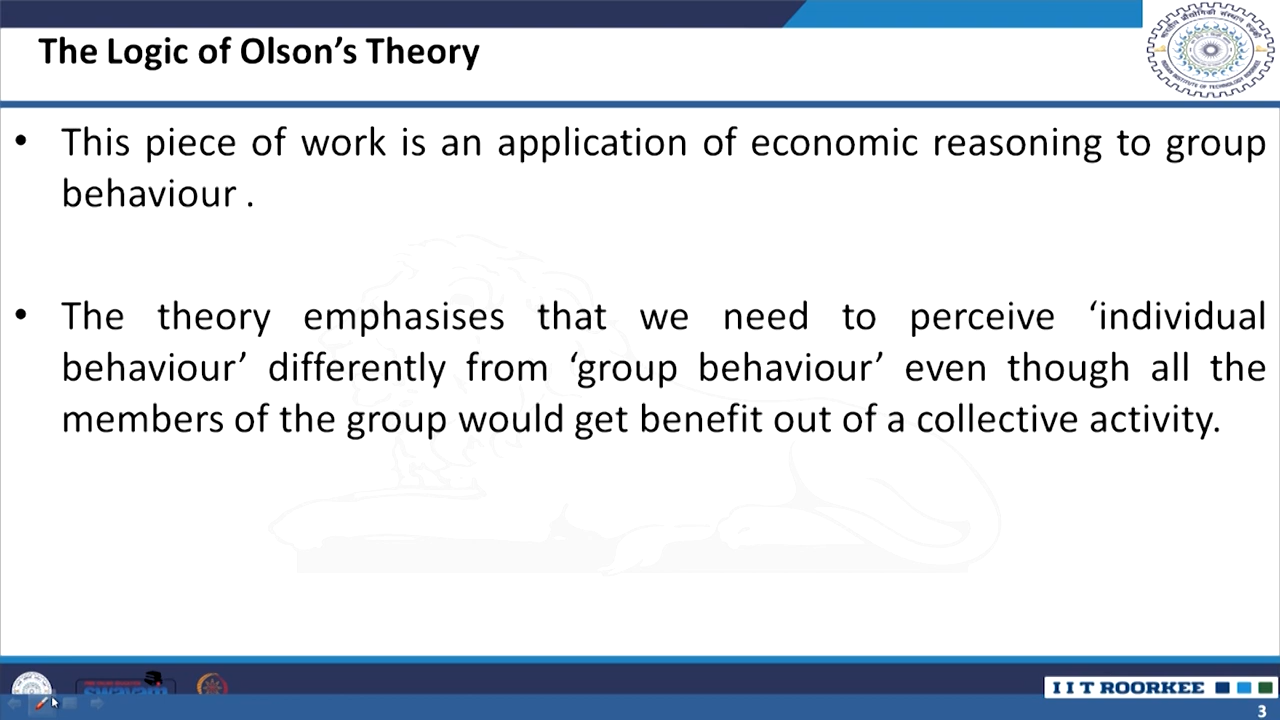 The Logic of Olson’s Theory
• This piece of work is an application of economic reasoning to group
behaviour .
• The theory emphasises that we need to perceive ‘individual
behaviour’ differently from ‘group behaviour’ even though all the
members of the group would get benefit out of a collective activity.
swayam
IIT ROORKEE
3